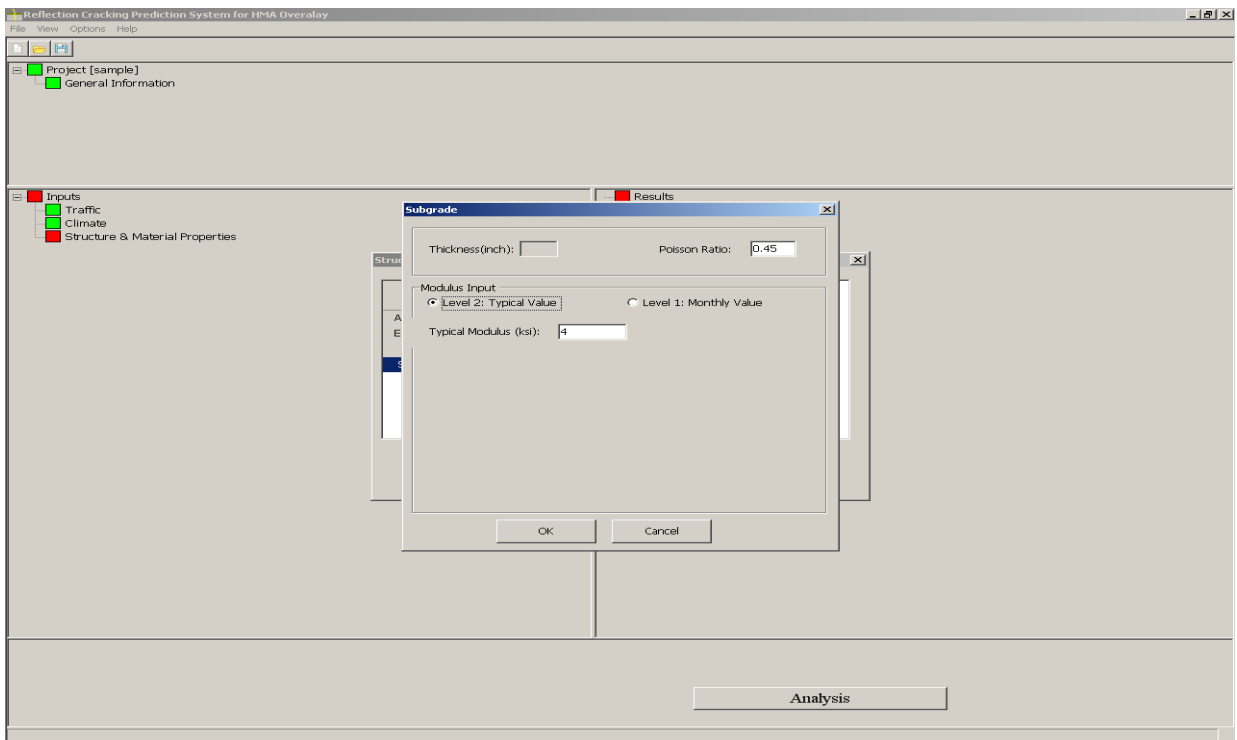 Reflection Cracking Prediction System for HMA Overalay
File View Options Help
Project [sample]
General Information
Inputs
Traffic
Climate
Structure & Material Properties
Results
Struc
A
E
S
Subgrade
Thickness(inch):
Poisson Ratio: 0.45
Modulus Input
Level 2: Typical Value
Level 1: Monthly Value
Typical Modulus (ksi): 4
OK Cancel
Analysis